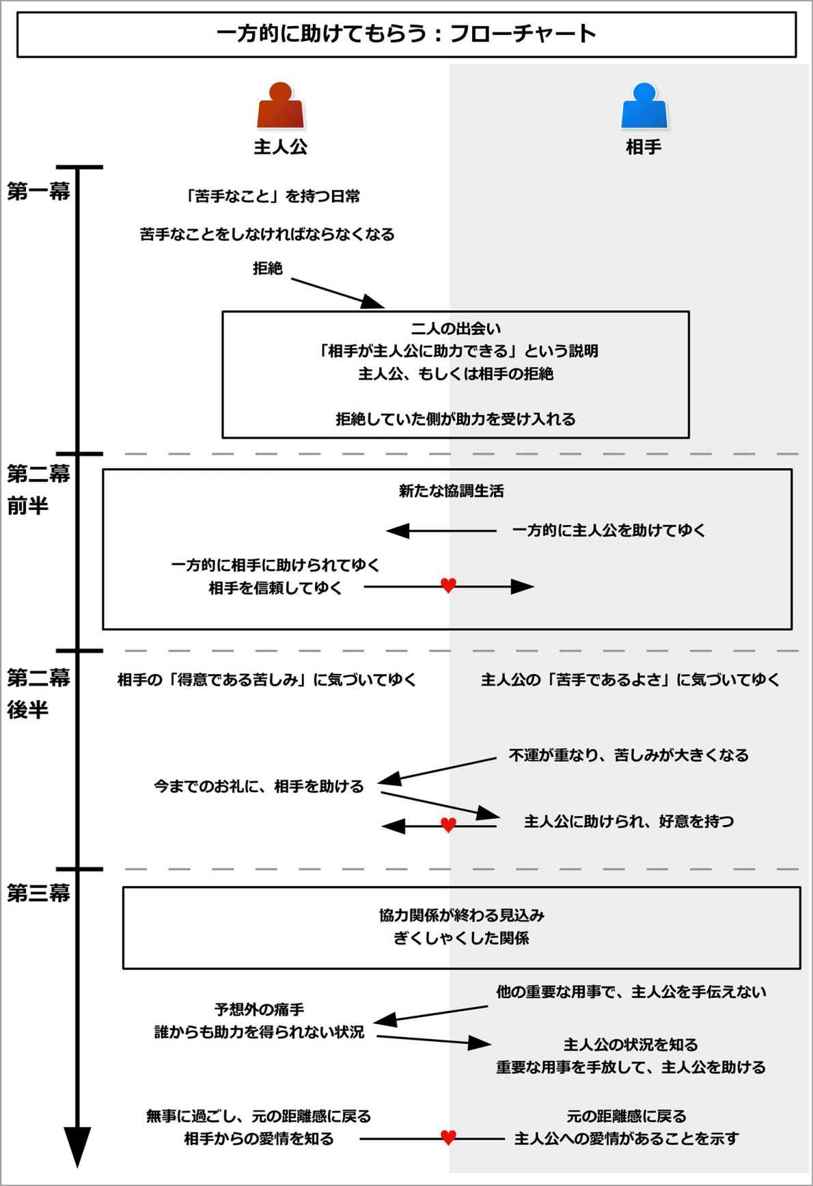 一方的に助けてもらう：フローチャート
主人公
相手
第一幕
「苦手なこと」を持つ日常
苦手なことをしなければならなくなる
拒絶
二人の出会い
「相手が主人公に助力できる」という説明
主人公、もしくは相手の拒絶
拒絶していた側が助力を受け入れる
第二幕
前半
新たな協調生活
一方的に主人公を助けてゆく
一方的に相手に助けられてゆく
相手を信頼してゆく
第二幕
後半
相手の「得意である苦しみ」に気づいてゆく
主人公の「苦手であるよさ」に気づいてゆく
不運が重なり、苦しみが大きくなる
今までのお礼に、相手を助ける
主人公に助けられ、好意を持つ
第三幕
協力関係が終わる見込み
ぎくしゃくした関係
他の重要な用事で、主人公を手伝えない
予想外の痛手
誰からも助力を得られない状況
主人公の状況を知る
重要な用事を手放して、主人公を助ける
無事に過ごし、元の距離感に戻る
相手からの愛情を知る
元の距離感に戻る
主人公への愛情があることを示す